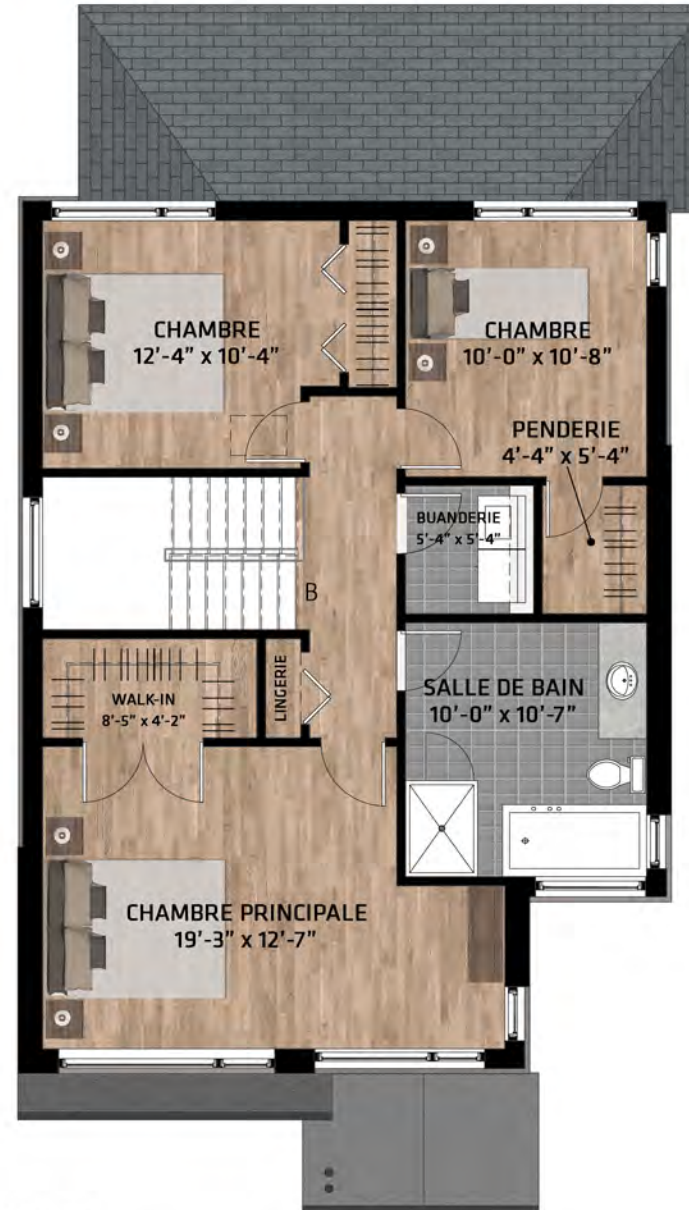 CHAMBRE
12'-4" x 10'-4"
CHAMBRE
10'-0" x 10'-8"
PENDERIE
4'-4" x 5'-4"
BUANDERIE
5'-4" x 5'-4"
B
WALK-IN
8'-5" x 4'-2"
LINGERIE
SALLE DE BAIN
10'-0" x 10'-7"
CHAMBRE PRINCIPALE
19'-3" x 12'-7"